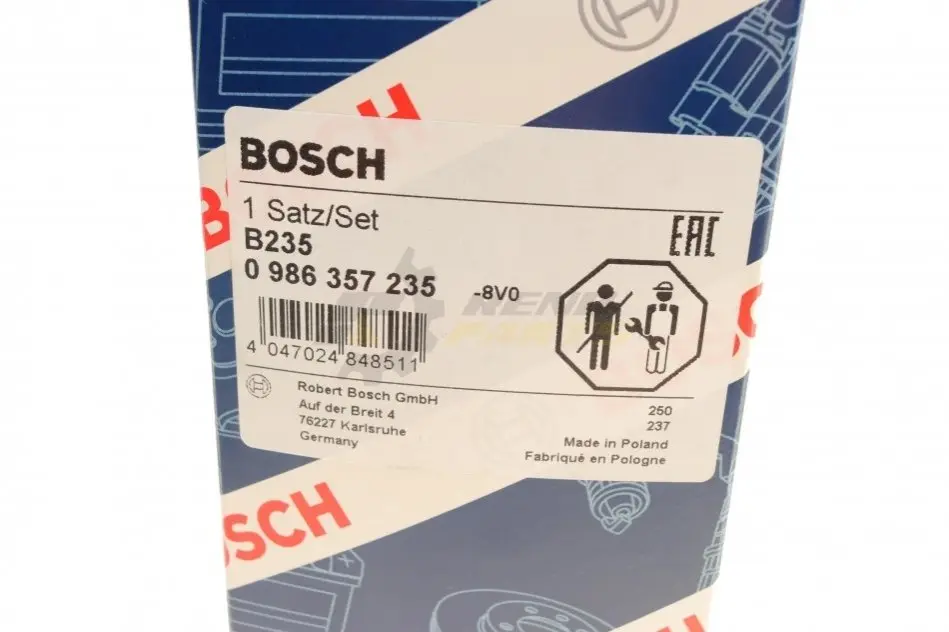 BOSCH
BOSCH
1 Satz/Set
B235
0 986 357 235 -8V0
EAC
4 047024 848511
Robert Bosch GmbH
Auf der Breit 4
76227 Karlsruhe
Germany
250
237
Made in Poland
Fabriqué en Pologne
BOSCH